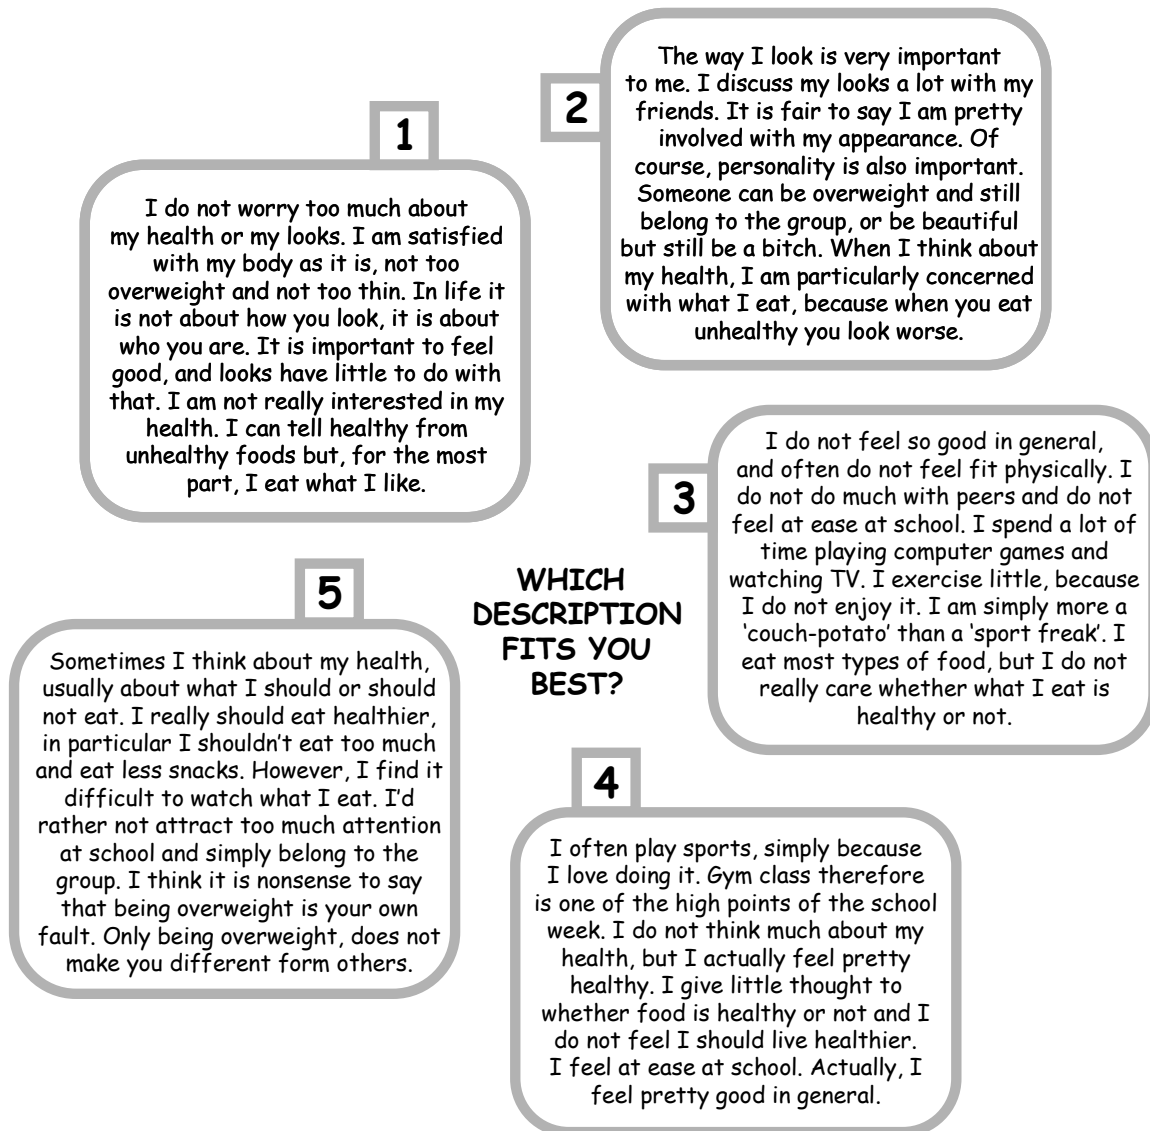 1
I do not worry too much about
my health or my looks. I am satisfied
with my body as it is, not too
overweight and not too thin. In life it
is not about how you look, it is about
who you are. It is important to feel
good, and looks have little to do with
that. I am not really interested in my
health. I can tell healthy from
unhealthy foods but, for the most
part, I eat what I like.
2
The way I look is very important
to me. I discuss my looks a lot with my
friends. It is fair to say I am pretty
involved with my appearance. Of
course, personality is also important.
Someone can be overweight and still
belong to the group, or be beautiful
but still be a bitch. When I think about
my health, I am particularly concerned
with what I eat, because when you eat
unhealthy you look worse.
3
I do not feel so good in general,
and often do not feel fit physically. I
do not do much with peers and do not
feel at ease at school. I spend a lot of
time playing computer games and
watching TV. I exercise little, because
I do not enjoy it. I am simply more a
‘couch-potato’ than a ‘sport freak’. I
eat most types of food, but I do not
really care whether what I eat is
healthy or not.
WHICH
DESCRIPTION
FITS YOU
BEST?
4
I often play sports, simply because
I love doing it. Gym class therefore
is one of the high points of the school
week. I do not think much about my
health, but I actually feel pretty
healthy. I give little thought to
whether food is healthy or not and I
do not feel I should live healthier.
I feel at ease at school. Actually, I
feel pretty good in general.
5
Sometimes I think about my health,
usually about what I should or should
not eat. I really should eat healthier,
in particular I shouldn’t eat too much
and eat less snacks. However, I find it
difficult to watch what I eat. I’d
rather not attract too much attention
at school and simply belong to the
group. I think it is nonsense to say
that being overweight is your own
fault. Only being overweight, does not
make you different form others.